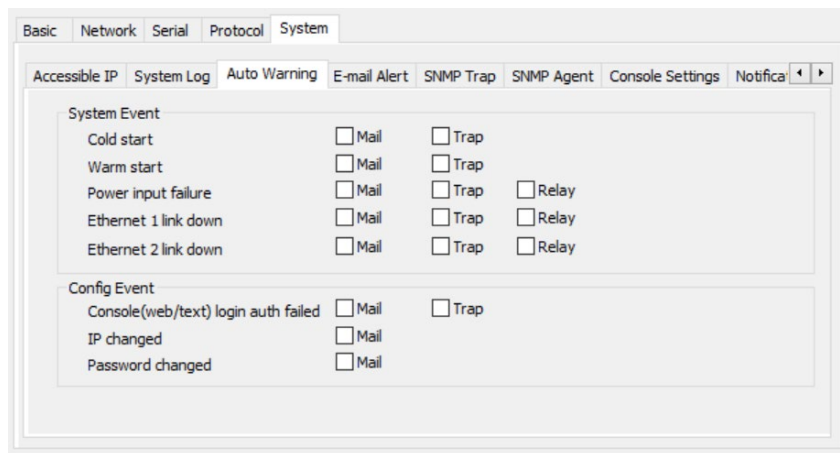 Basic Network Serial Protocol System
Accessible IP System Log Auto Warning E-mail Alert SNMP Trap SNMP Agent Console Settings Notifica
System Event
Cold start Mail Trap
Warm start Mail Trap
Power input failure Mail Trap Relay
Ethernet 1 link down Mail Trap Relay
Ethernet 2 link down Mail Trap Relay
Config Event
Console(web/text) login auth failed Mail Trap
IP changed Mail
Password changed Mail